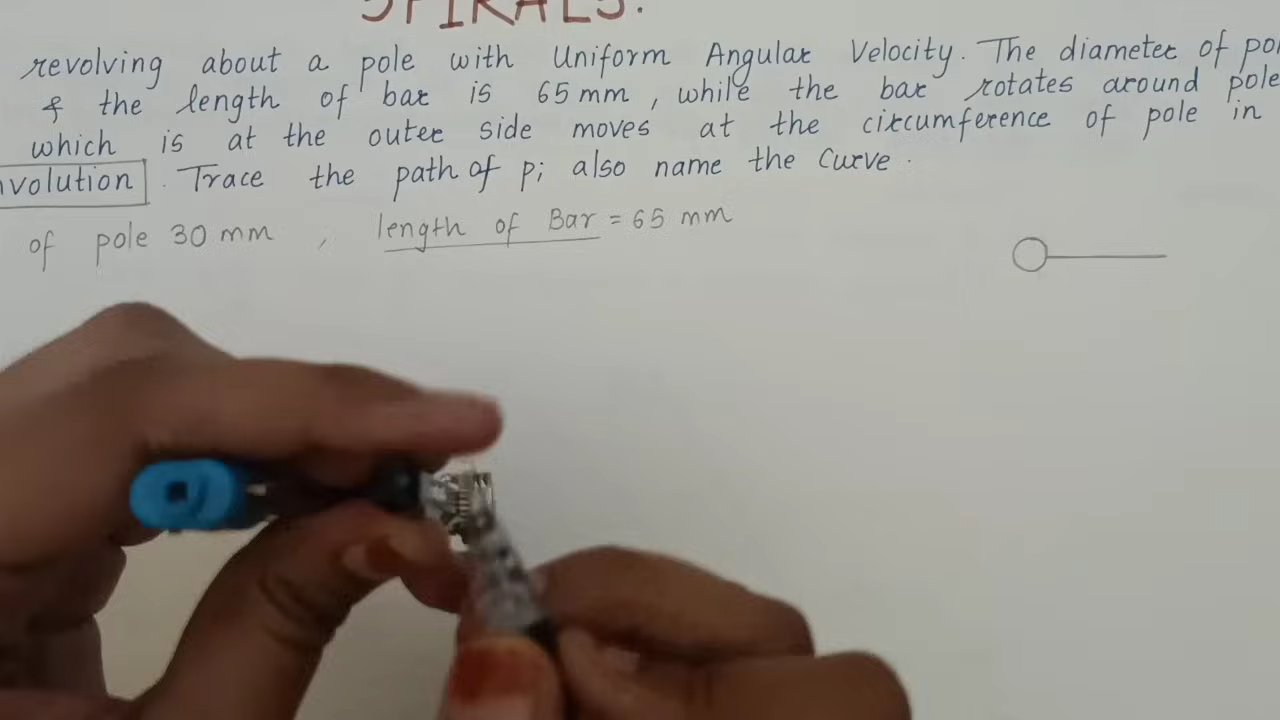 SPIRALS.
revolving about a pole with Uniform Angular Velocity. The diameter of
& the length of bar is 65 mm, while the bar rotates around pole
which is at the outer side moves at the circumference of pole in
. Trace the path of p; also name the Curve.
of pole 30 mm , length of Bar = 65 mm